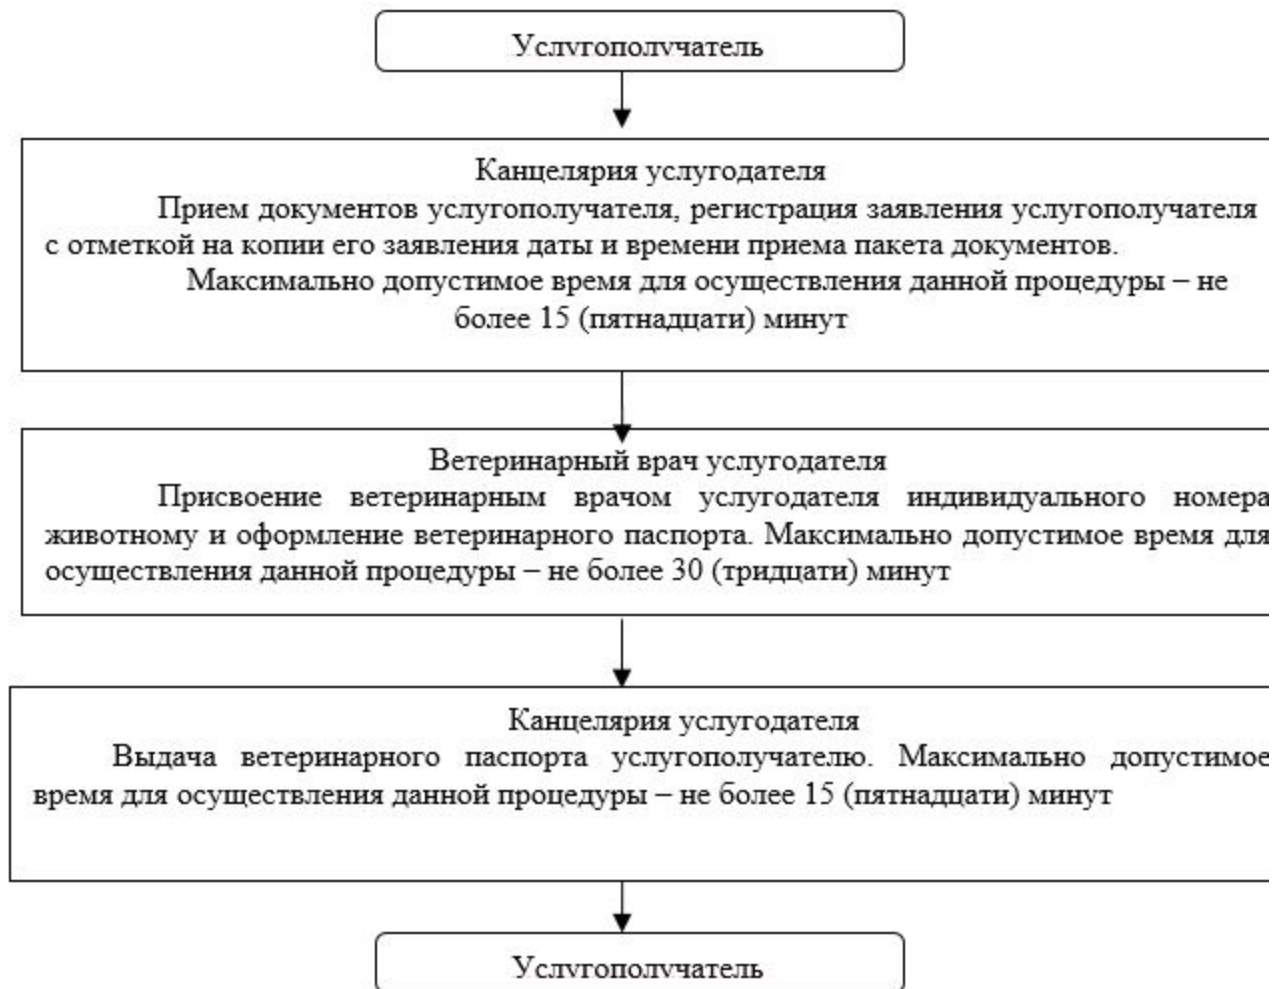 Услугополучатель
Канцелярия услугодателя
Прием документов услугополучателя, регистрация заявления услугополучателя
с отметкой на копии его заявления даты и времени приема пакета документов.
Максимально допустимое время для осуществления данной процедуры – не
более 15 (пятнадцати) минут
Ветеринарный врач услугодателя
Присвоение ветеринарным врачом услугодателя индивидуального номера
животному и оформление ветеринарного паспорта. Максимально допустимое время для
осуществления данной процедуры – не более 30 (тридцати) минут
Канцелярия услугодателя
Выдача ветеринарного паспорта услугополучателю. Максимально допустимое
время для осуществления данной процедуры – не более 15 (пятнадцати) минут
Услугополучатель